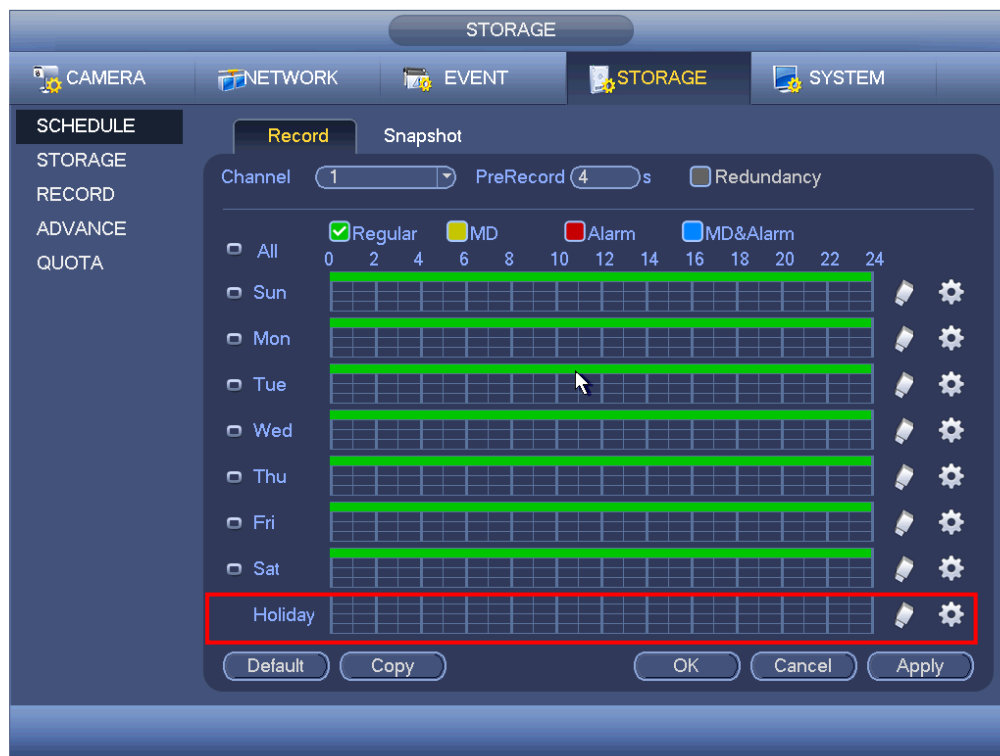 STORAGE
CAMERA NETWORK EVENT STORAGE SYSTEM
SCHEDULE
STORAGE
RECORD
ADVANCE
QUOTA
Record Snapshot
Channel 1 PreRecord 4 s Redundancy
Regular MD Alarm MD&Alarm
All 0 2 4 6 8 10 12 14 16 18 20 22 24
Sun
Mon
Tue
Wed
Thu
Fri
Sat
Holiday
Default Copy OK Cancel Apply